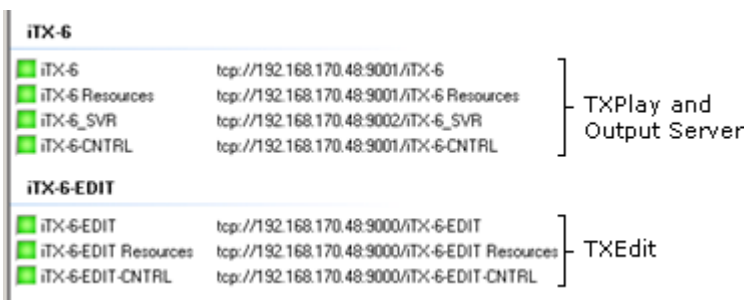 iTX-6
iTX-6 tcp://192.168.170.48:9001/iTX-6
iTX-6 Resources tcp://192.168.170.48:9001/iTX-6 Resources
iTX-6_SVR tcp://192.168.170.48:9002/iTX-6_SVR
iTX-6-CNTRL tcp://192.168.170.48:9001/iTX-6-CNTRL
TXPlay and
Output Server
iTX-6-EDIT
iTX-6-EDIT tcp://192.168.170.48:9000/iTX-6-EDIT
iTX-6-EDIT Resources tcp://192.168.170.48:9000/iTX-6-EDIT Resources
iTX-6-EDIT-CNTRL tcp://192.168.170.48:9000/iTX-6-EDIT-CNTRL
TXEdit